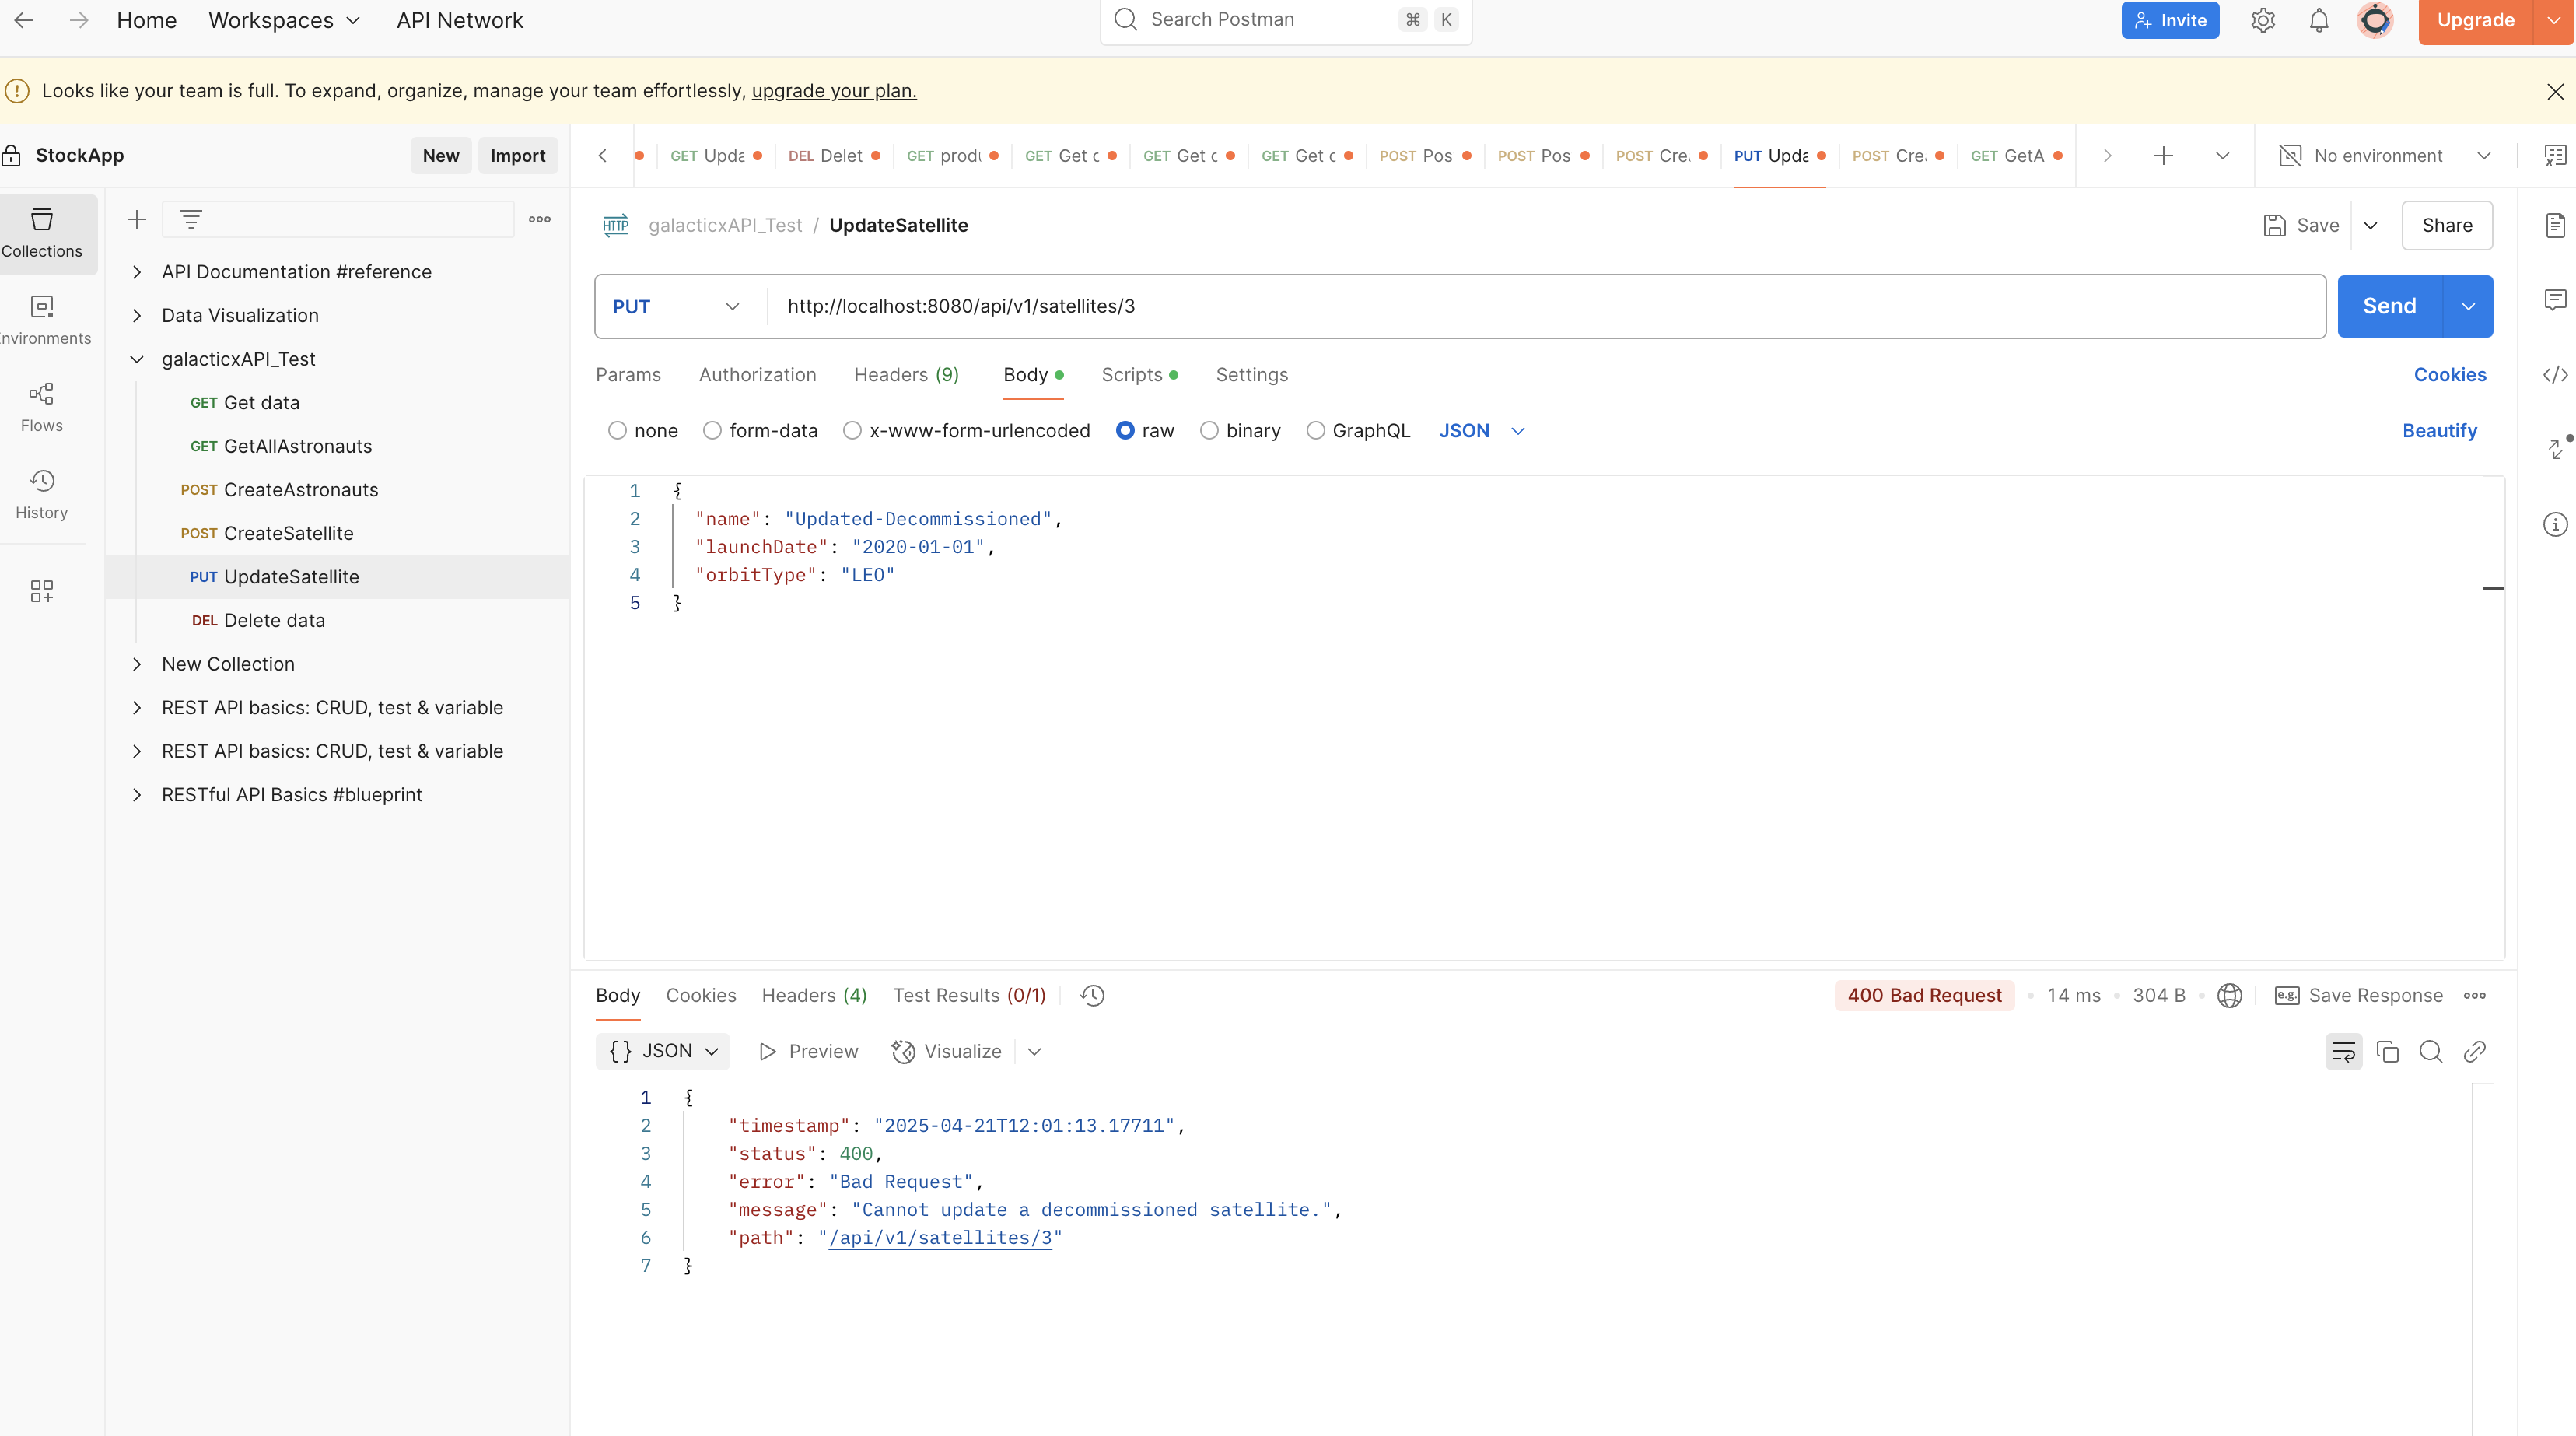 Home Workspaces API Network Search Postman ⌘ K Invite Upgrade
Looks like your team is full. To expand, organize, manage your team effortlessly, upgrade your plan.
StockApp New Import
GET Upda DEL Delet GET prod GET Get c GET Get c GET Get c POST Pos POST Pos POST Cre. PUT Upda POST Cre. GET GetA No environment
Collections
nvironments
Flows
History
API Documentation #reference
Data Visualization
galacticxAPI_Test
GET Get data
GET GetAllAstronauts
POST CreateAstronauts
POST CreateSatellite
PUT UpdateSatellite
DEL Delete data
New Collection
REST API basics: CRUD, test & variable
REST API basics: CRUD, test & variable
RESTful API Basics #blueprint
HTTP galacticxAPI_Test / UpdateSatellite Save Share
PUT http://localhost:8080/api/v1/satellites/3 Send
Params Authorization Headers (9) Body Scripts Settings Cookies
none form-data x-www-form-urlencoded raw binary GraphQL JSON Beautify
1 {
2 "name": "Updated-Decommissioned",
3 "launchDate": "2020-01-01",
4 "orbitType": "LEO"
5 }
Body Cookies Headers (4) Test Results (0/1) 400 Bad Request 14 ms 304 B e.g. Save Response
{} JSON Preview Visualize
1 {
2 "timestamp": "2025-04-21T12:01:13.17711",
3 "status": 400,
4 "error": "Bad Request",
5 "message": "Cannot update a decommissioned satellite.",
6 "path": "/api/v1/satellites/3"
7 }